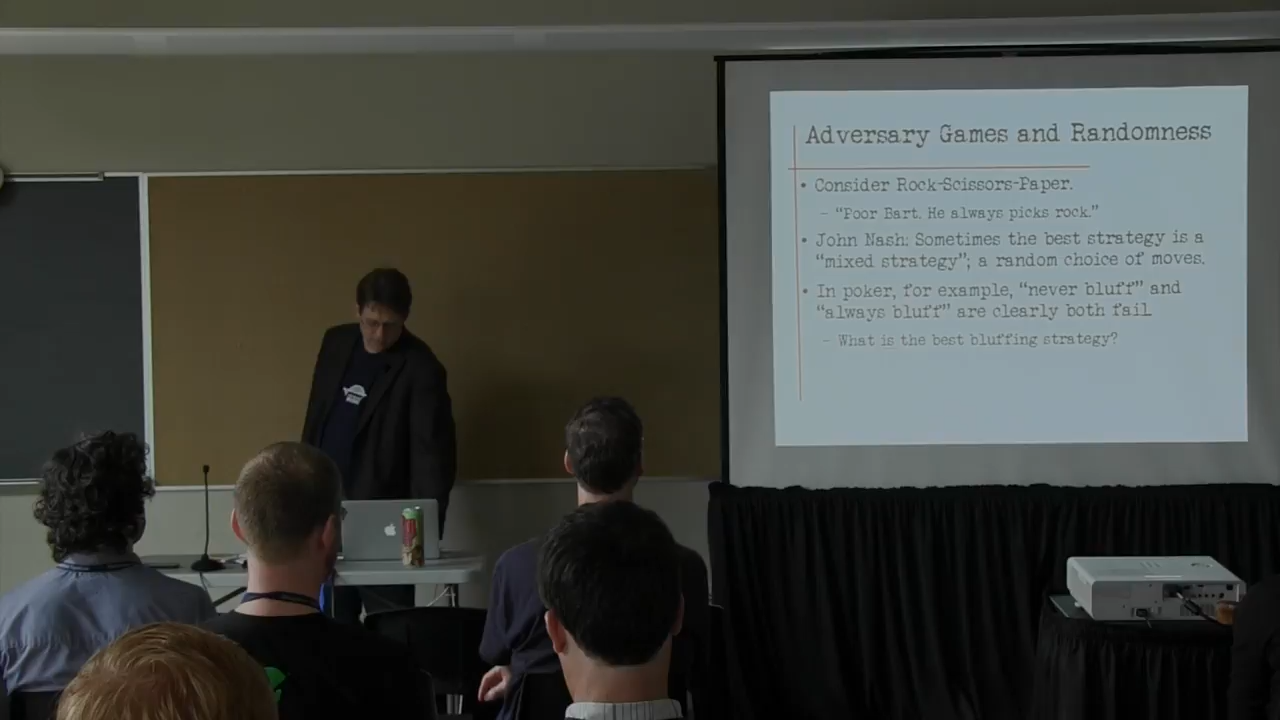 Adversary Games and Randomness
• Consider Rock-Scissors-Paper.
– "Poor Bart. He always picks rock."
• John Nash: Sometimes the best strategy is a
"mixed strategy"; a random choice of moves.
• In poker, for example, "never bluff" and
"always bluff" are clearly both fail
– What is the best bluffing strategy?